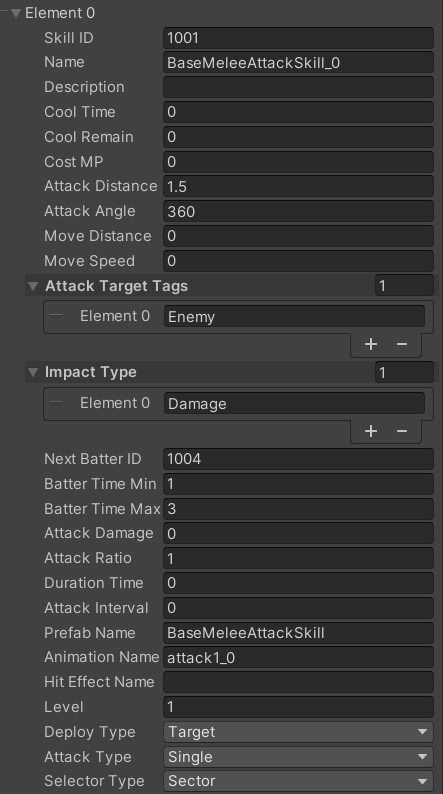 Element 0
Skill ID 1001
Name BaseMeleeAttackSkill_0
Description
Cool Time 0
Cool Remain 0
Cost MP 0
Attack Distance 1.5
Attack Angle 360
Move Distance 0
Move Speed 0
Attack Target Tags 1
Element 0 Enemy
+ −
Impact Type 1
Element 0 Damage
+ −
Next Batter ID 1004
Batter Time Min 1
Batter Time Max 3
Attack Damage 0
Attack Ratio 1
Duration Time 0
Attack Interval 0
Prefab Name BaseMeleeAttackSkill
Animation Name attack1_0
Hit Effect Name
Level 1
Deploy Type Target
Attack Type Single
Selector Type Sector